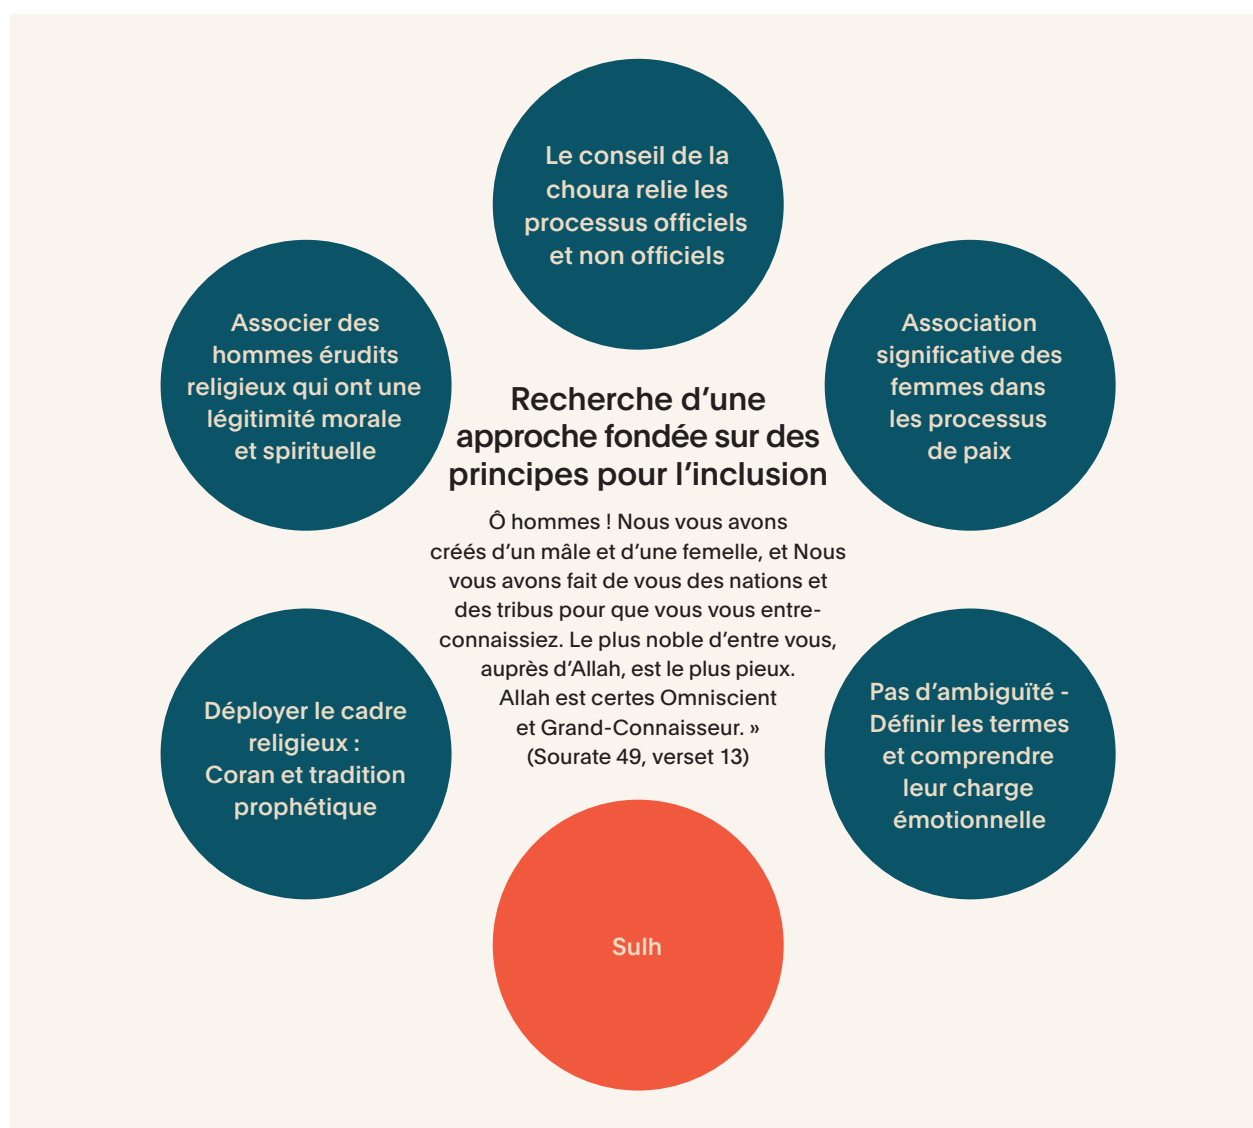 Le conseil de la
choura relie les
processus officiels
et non officiels
Associer des
hommes érudits
religieux qui ont une
légitimité morale
et spirituelle
Association
significative des
femmes dans
les processus
de paix
Recherche d’une
approche fondée sur des
principes pour l’inclusion
Ô hommes ! Nous vous avons
créés d’un mâle et d’une femelle, et Nous
vous avons fait de vous des nations et
des tribus pour que vous vous entre-
connaissiez. Le plus noble d’entre vous,
auprès d’Allah, est le plus pieux.
Allah est certes Omniscient
et Grand-Connaisseur. »
(Sourate 49, verset 13)
Déployer le cadre
religieux :
Coran et tradition
prophétique
Pas d’ambiguïté -
Définir les termes
et comprendre
leur charge
émotionnelle
Sulh